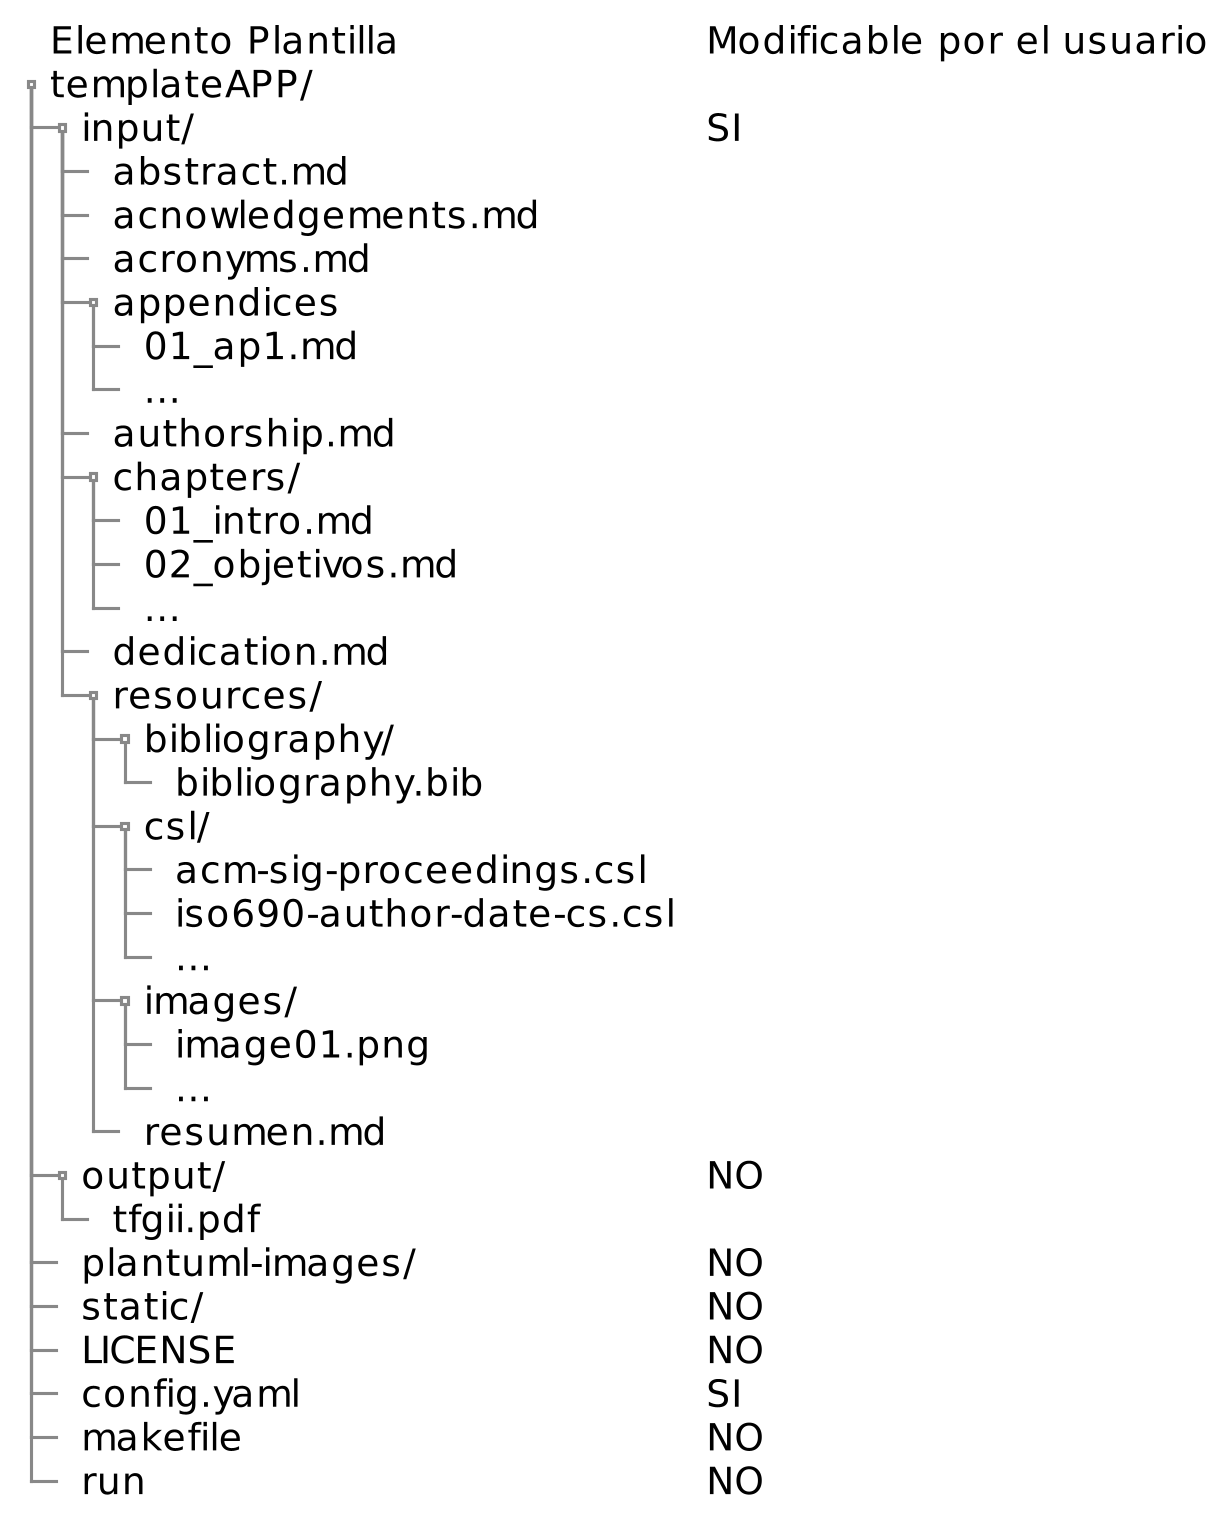 Elemento Plantilla Modificable por el usuario
templateAPP/
input/ SI
abstract.md
acnowledgements.md
acronyms.md
appendices
01_ap1.md
...
authorship.md
chapters/
01_intro.md
02_objetivos.md
...
dedication.md
resources/
bibliography/
bibliography.bib
csl/
acm-sig-proceedings.csl
iso690-author-date-cs.csl
...
images/
image01.png
...
resumen.md
output/ NO
tfgii.pdf
plantuml-images/ NO
static/ NO
LICENSE NO
config.yaml SI
makefile NO
run NO